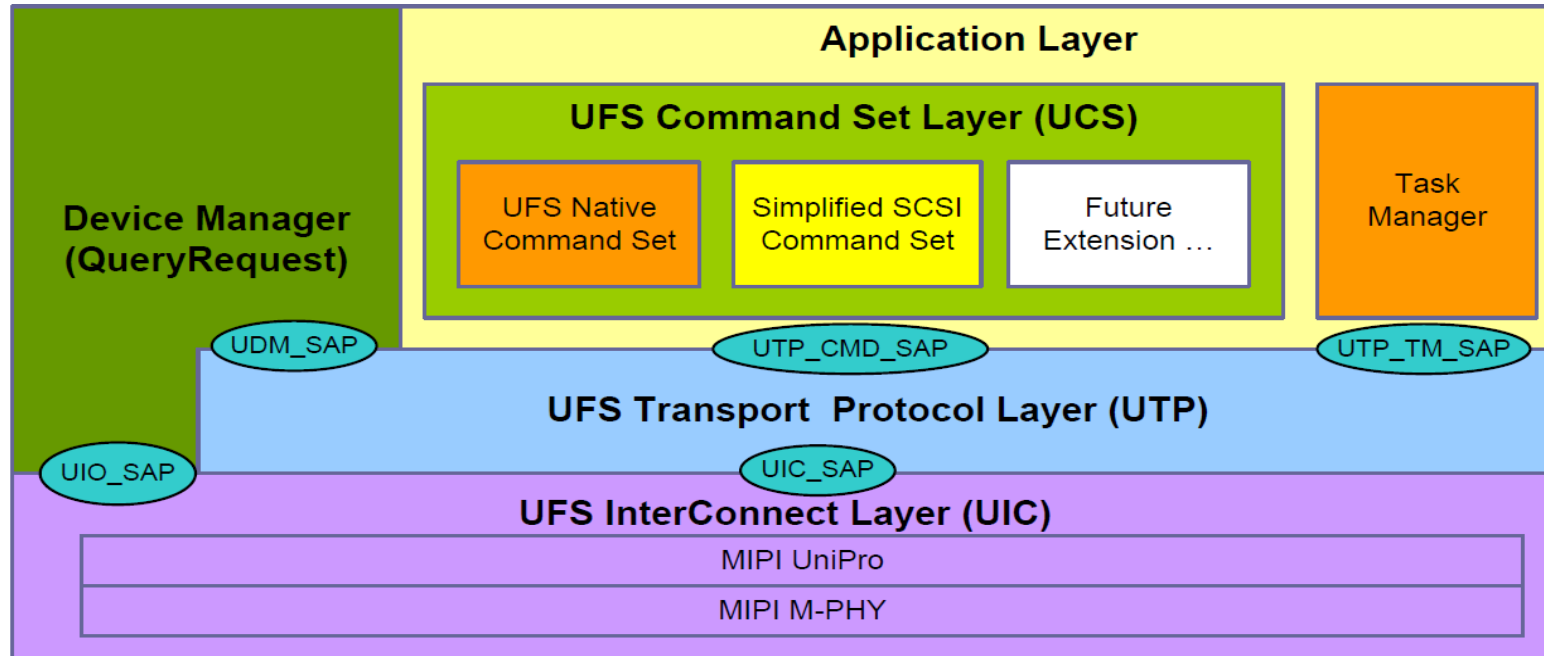 Application Layer
UFS Command Set Layer (UCS)
UFS Native
Command Set
Simplified SCSI
Command Set
Future
Extension ...
Task
Manager
Device Manager
(QueryRequest)
UDM_SAP
UTP_CMD_SAP
UTP_TM_SAP
UFS Transport Protocol Layer (UTP)
UIO_SAP
UIC_SAP
UFS InterConnect Layer (UIC)
MIPI UniPro
MIPI M-PHY